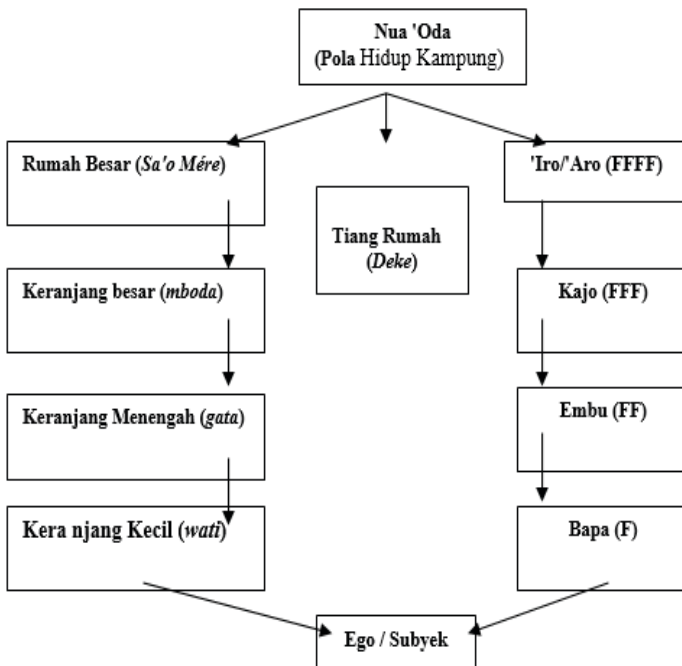 Nua 'Oda
(Pola Hidup Kampung)
Rumah Besar (Sa'o Mére)
'Iro/'Aro (FFFF)
Tiang Rumah
(Deke)
Keranjang besar (mboda)
Kajo (FFF)
Keranjang Menengah (gata)
Embu (FF)
Kera njang Kecil (wati)
Bapa (F)
Ego / Subyek